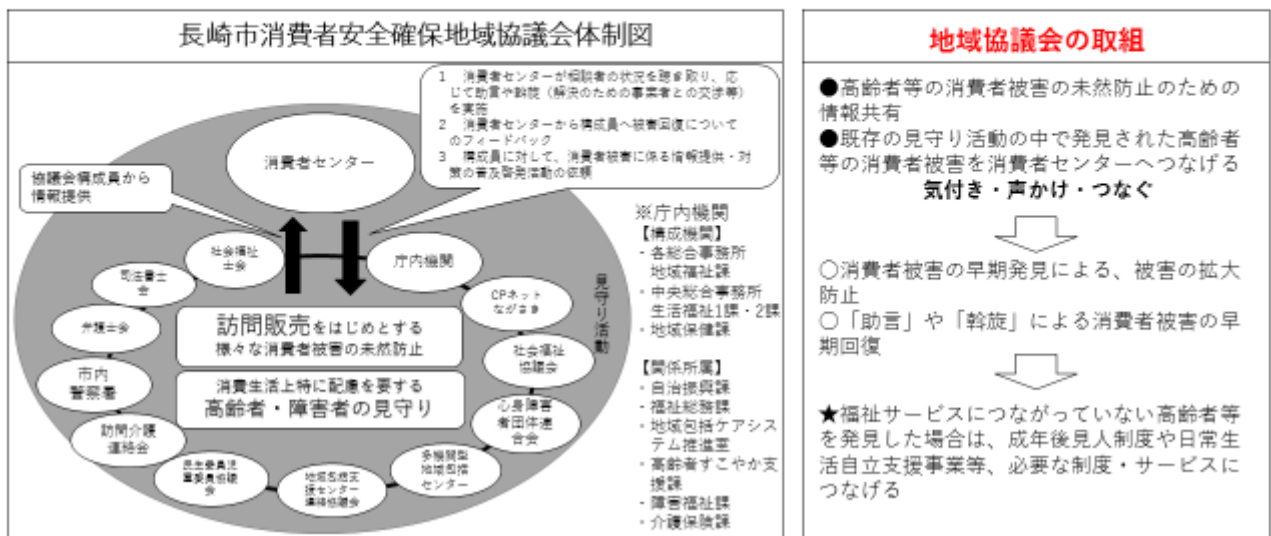 長崎市消費者安全確保地域協議会体制図
1　消費者センターが相談者の状況を聴き取り、応
じて助言や斡旋（解決のための事業者との交渉等）
を実施
2　消費者センターから構成員へ被害回復について
のフィードバック
3　構成員に対して、消費者被害に係る情報提供・対
策の普及啓発活動の依頼
消費者センター
協議会構成員から
情報提供
社会福祉
士会
司法書士
会
弁護士会
市内
警察署
訪問介護
連絡会
民生委員児
童委員協議
会
地域包括支
援センター
連絡協議会
多機関型
地域包括
センター
心身障害
者団体連
合会
社会福祉
協議会
CPネット
ながさき
庁内機関
見守り活動
訪問販売をはじめとする
様々な消費者被害の未然防止
消費生活上特に配慮を要する
高齢者・障害者の見守り
※庁内機関
【構成機関】
・各総合事務所
地域福祉課
・中央総合事務所
生活福祉1課・2課
・地域保健課
【関係所属】
・自治振興課
・福祉総務課
・地域包括ケアシス
テム推進室
・高齢者すこやか支
援課
・障害福祉課
・介護保険課
地域協議会の取組
●高齢者等の消費者被害の未然防止のための
情報共有
●既存の見守り活動の中で発見された高齢者
等の消費者被害を消費者センターへつなげる
気付き・声かけ・つなぐ
○消費者被害の早期発見による、被害の拡大
防止
○「助言」や「斡旋」による消費者被害の早
期回復
★福祉サービスにつながっていない高齢者等
を発見した場合は、成年後見人制度や日常生
活自立支援事業等、必要な制度・サービスに
つなげる